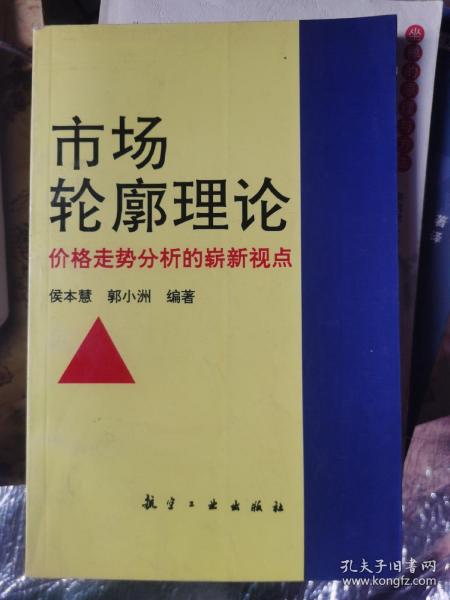 市场
轮廓理论
价格走势分析的崭新视点
侯本慧 郭小洲 编著
航空工业出版社
著
译
孔夫子旧书网
www.kongfz.com